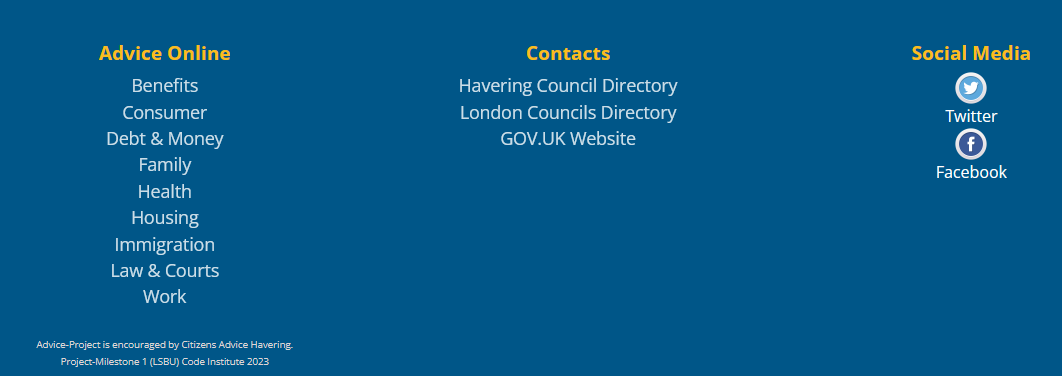 Advice Online
Benefits
Consumer
Debt & Money
Family
Health
Housing
Immigration
Law & Courts
Work
Contacts
Havering Council Directory
London Councils Directory
GOV.UK Website
Social Media
Twitter
Facebook
Advice-Project is encouraged by Citizens Advice Havering.
Project-Milestone 1 (LSBU) Code Institute 2023